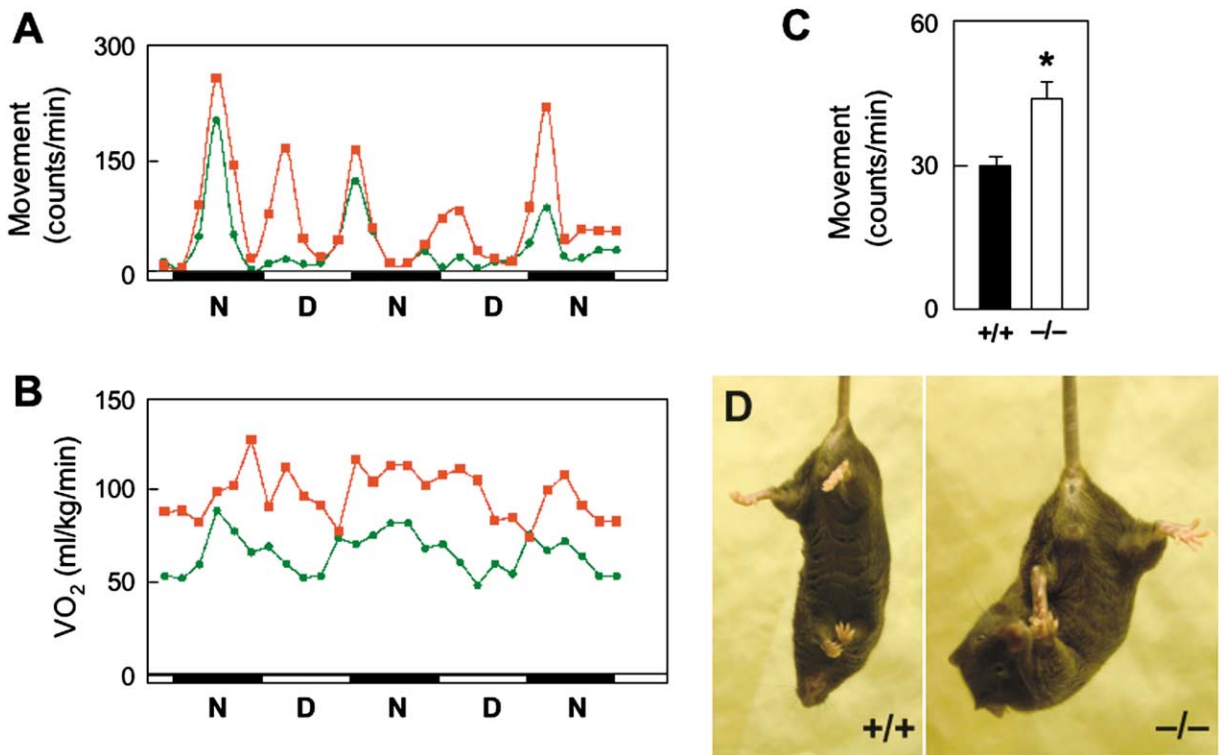 A
Movement
(counts/min)
300
150
0
N D N D N
B
VO₂ (ml/kg/min)
150
100
50
0
N D N D N
C
Movement
(counts/min)
60
30
0
*
+/+ –/–
D
+/+
–/–